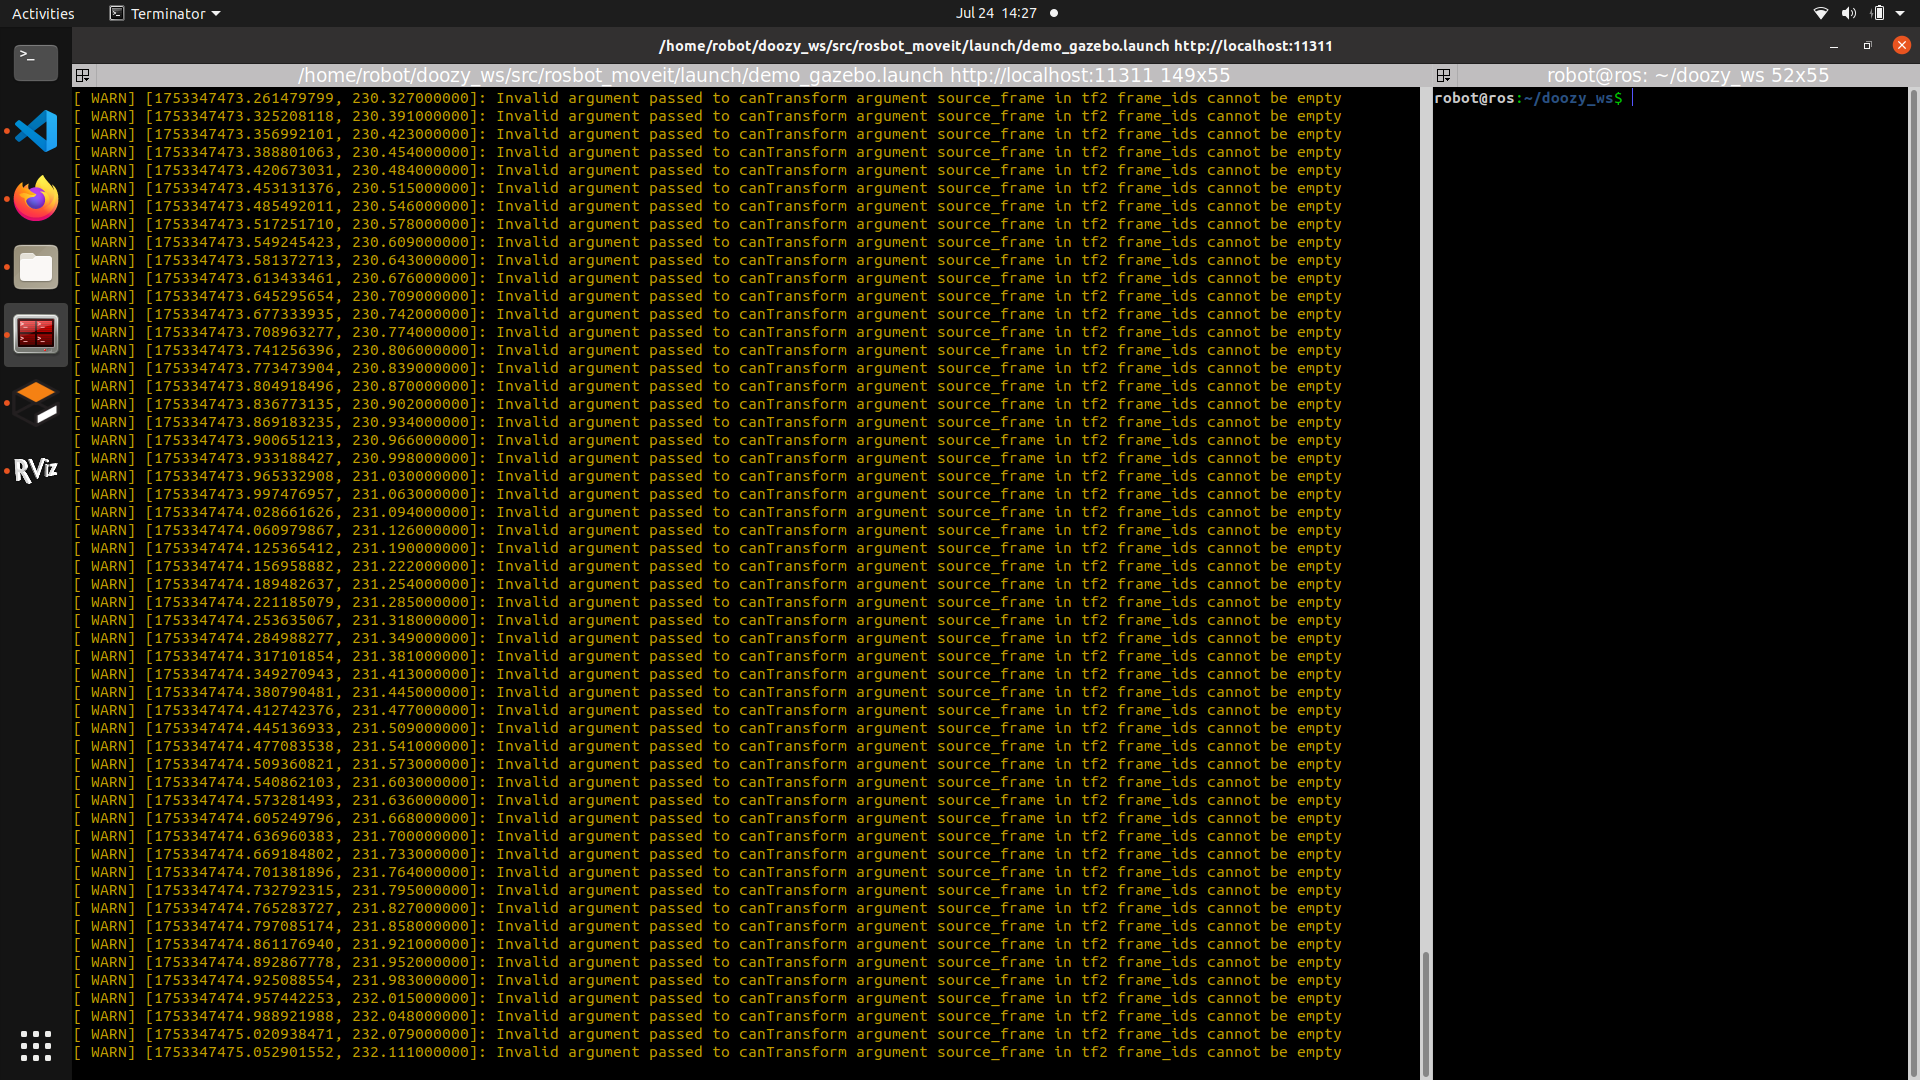 Activities
Terminator
Jul 24 14:27
/home/robot/doozy_ws/src/rosbot_moveit/launch/demo_gazebo.launch http://localhost:11311
/home/robot/doozy_ws/src/rosbot_moveit/launch/demo_gazebo.launch http://localhost:11311 149x55
robot@ros: ~/doozy_ws 52x55
[ WARN] [1753347473.261479799, 230.327000000]: Invalid argument passed to canTransform argument source_frame in tf2 frame_ids cannot be empty
[ WARN] [1753347473.325208118, 230.391000000]: Invalid argument passed to canTransform argument source_frame in tf2 frame_ids cannot be empty
[ WARN] [1753347473.356992101, 230.423000000]: Invalid argument passed to canTransform argument source_frame in tf2 frame_ids cannot be empty
[ WARN] [1753347473.388801063, 230.454000000]: Invalid argument passed to canTransform argument source_frame in tf2 frame_ids cannot be empty
[ WARN] [1753347473.420673031, 230.484000000]: Invalid argument passed to canTransform argument source_frame in tf2 frame_ids cannot be empty
[ WARN] [1753347473.453131376, 230.515000000]: Invalid argument passed to canTransform argument source_frame in tf2 frame_ids cannot be empty
[ WARN] [1753347473.485492011, 230.546000000]: Invalid argument passed to canTransform argument source_frame in tf2 frame_ids cannot be empty
[ WARN] [1753347473.517251710, 230.578000000]: Invalid argument passed to canTransform argument source_frame in tf2 frame_ids cannot be empty
[ WARN] [1753347473.549245423, 230.609000000]: Invalid argument passed to canTransform argument source_frame in tf2 frame_ids cannot be empty
[ WARN] [1753347473.581372713, 230.643000000]: Invalid argument passed to canTransform argument source_frame in tf2 frame_ids cannot be empty
[ WARN] [1753347473.613433461, 230.676000000]: Invalid argument passed to canTransform argument source_frame in tf2 frame_ids cannot be empty
[ WARN] [1753347473.645295654, 230.709000000]: Invalid argument passed to canTransform argument source_frame in tf2 frame_ids cannot be empty
[ WARN] [1753347473.677333935, 230.742000000]: Invalid argument passed to canTransform argument source_frame in tf2 frame_ids cannot be empty
[ WARN] [1753347473.708963277, 230.774000000]: Invalid argument passed to canTransform argument source_frame in tf2 frame_ids cannot be empty
[ WARN] [1753347473.741256396, 230.806000000]: Invalid argument passed to canTransform argument source_frame in tf2 frame_ids cannot be empty
[ WARN] [1753347473.773473904, 230.839000000]: Invalid argument passed to canTransform argument source_frame in tf2 frame_ids cannot be empty
[ WARN] [1753347473.804918496, 230.870000000]: Invalid argument passed to canTransform argument source_frame in tf2 frame_ids cannot be empty
[ WARN] [1753347473.836773135, 230.902000000]: Invalid argument passed to canTransform argument source_frame in tf2 frame_ids cannot be empty
[ WARN] [1753347473.869183235, 230.934000000]: Invalid argument passed to canTransform argument source_frame in tf2 frame_ids cannot be empty
[ WARN] [1753347473.900651213, 230.966000000]: Invalid argument passed to canTransform argument source_frame in tf2 frame_ids cannot be empty
[ WARN] [1753347473.933188427, 230.998000000]: Invalid argument passed to canTransform argument source_frame in tf2 frame_ids cannot be empty
[ WARN] [1753347473.965332908, 231.030000000]: Invalid argument passed to canTransform argument source_frame in tf2 frame_ids cannot be empty
[ WARN] [1753347473.997476957, 231.063000000]: Invalid argument passed to canTransform argument source_frame in tf2 frame_ids cannot be empty
[ WARN] [1753347474.028661626, 231.094000000]: Invalid argument passed to canTransform argument source_frame in tf2 frame_ids cannot be empty
[ WARN] [1753347474.060979867, 231.126000000]: Invalid argument passed to canTransform argument source_frame in tf2 frame_ids cannot be empty
[ WARN] [1753347474.125365412, 231.190000000]: Invalid argument passed to canTransform argument source_frame in tf2 frame_ids cannot be empty
[ WARN] [1753347474.156958882, 231.222000000]: Invalid argument passed to canTransform argument source_frame in tf2 frame_ids cannot be empty
[ WARN] [1753347474.189482637, 231.254000000]: Invalid argument passed to canTransform argument source_frame in tf2 frame_ids cannot be empty
[ WARN] [1753347474.221185079, 231.285000000]: Invalid argument passed to canTransform argument source_frame in tf2 frame_ids cannot be empty
[ WARN] [1753347474.253635067, 231.318000000]: Invalid argument passed to canTransform argument source_frame in tf2 frame_ids cannot be empty
[ WARN] [1753347474.284988277, 231.349000000]: Invalid argument passed to canTransform argument source_frame in tf2 frame_ids cannot be empty
[ WARN] [1753347474.317101854, 231.381000000]: Invalid argument passed to canTransform argument source_frame in tf2 frame_ids cannot be empty
[ WARN] [1753347474.349270943, 231.413000000]: Invalid argument passed to canTransform argument source_frame in tf2 frame_ids cannot be empty
[ WARN] [1753347474.380790481, 231.445000000]: Invalid argument passed to canTransform argument source_frame in tf2 frame_ids cannot be empty
[ WARN] [1753347474.412742376, 231.477000000]: Invalid argument passed to canTransform argument source_frame in tf2 frame_ids cannot be empty
[ WARN] [1753347474.445136933, 231.509000000]: Invalid argument passed to canTransform argument source_frame in tf2 frame_ids cannot be empty
[ WARN] [1753347474.477083538, 231.541000000]: Invalid argument passed to canTransform argument source_frame in tf2 frame_ids cannot be empty
[ WARN] [1753347474.509360821, 231.573000000]: Invalid argument passed to canTransform argument source_frame in tf2 frame_ids cannot be empty
[ WARN] [1753347474.540862103, 231.603000000]: Invalid argument passed to canTransform argument source_frame in tf2 frame_ids cannot be empty
[ WARN] [1753347474.573281493, 231.636000000]: Invalid argument passed to canTransform argument source_frame in tf2 frame_ids cannot be empty
[ WARN] [1753347474.605249796, 231.668000000]: Invalid argument passed to canTransform argument source_frame in tf2 frame_ids cannot be empty
[ WARN] [1753347474.636960383, 231.700000000]: Invalid argument passed to canTransform argument source_frame in tf2 frame_ids cannot be empty
[ WARN] [1753347474.669184802, 231.733000000]: Invalid argument passed to canTransform argument source_frame in tf2 frame_ids cannot be empty
[ WARN] [1753347474.701381896, 231.764000000]: Invalid argument passed to canTransform argument source_frame in tf2 frame_ids cannot be empty
[ WARN] [1753347474.732792315, 231.795000000]: Invalid argument passed to canTransform argument source_frame in tf2 frame_ids cannot be empty
[ WARN] [1753347474.765283727, 231.827000000]: Invalid argument passed to canTransform argument source_frame in tf2 frame_ids cannot be empty
[ WARN] [1753347474.797085174, 231.858000000]: Invalid argument passed to canTransform argument source_frame in tf2 frame_ids cannot be empty
[ WARN] [1753347474.861176940, 231.921000000]: Invalid argument passed to canTransform argument source_frame in tf2 frame_ids cannot be empty
[ WARN] [1753347474.892867778, 231.952000000]: Invalid argument passed to canTransform argument source_frame in tf2 frame_ids cannot be empty
[ WARN] [1753347474.925088554, 231.983000000]: Invalid argument passed to canTransform argument source_frame in tf2 frame_ids cannot be empty
[ WARN] [1753347474.957442253, 232.015000000]: Invalid argument passed to canTransform argument source_frame in tf2 frame_ids cannot be empty
[ WARN] [1753347474.988921988, 232.048000000]: Invalid argument passed to canTransform argument source_frame in tf2 frame_ids cannot be empty
[ WARN] [1753347475.020938471, 232.079000000]: Invalid argument passed to canTransform argument source_frame in tf2 frame_ids cannot be empty
[ WARN] [1753347475.052901552, 232.111000000]: Invalid argument passed to canTransform argument source_frame in tf2 frame_ids cannot be empty
robot@ros:~/doozy_ws$
RViz